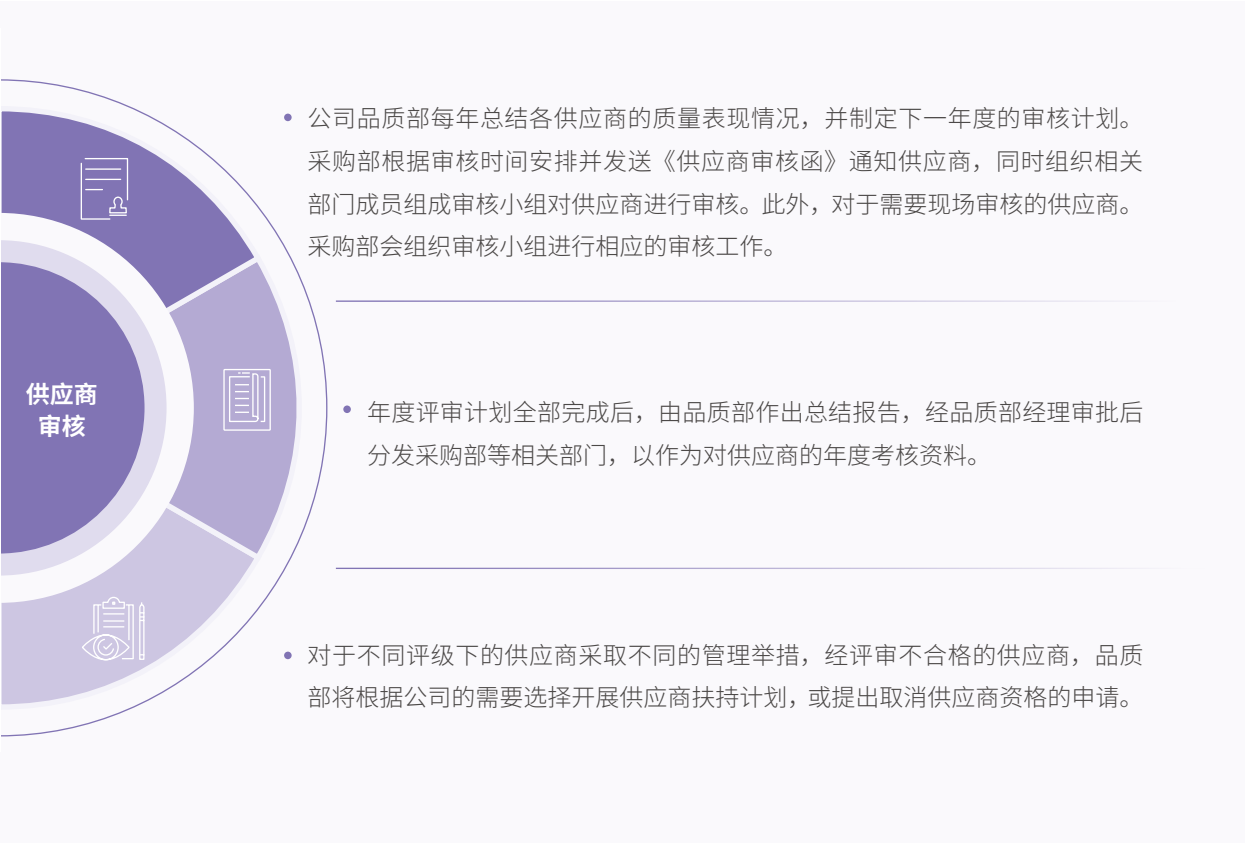 供应商
审核
公司品质部每年总结各供应商的质量表现情况，并制定下一年度的审核计划。
采购部根据审核时间安排并发送《供应商审核函》通知供应商，同时组织相关
部门成员组成审核小组对供应商进行审核。此外，对于需要现场审核的供应商。
采购部会组织审核小组进行相应的审核工作。
年度评审计划全部完成后，由品质部作出总结报告，经品质部经理审批后
分发采购部等相关部门，以作为对供应商的年度考核资料。
对于不同评级下的供应商采取不同的管理举措，经评审不合格的供应商，品质
部将根据公司的需要选择开展供应商扶持计划，或提出取消供应商资格的申请。